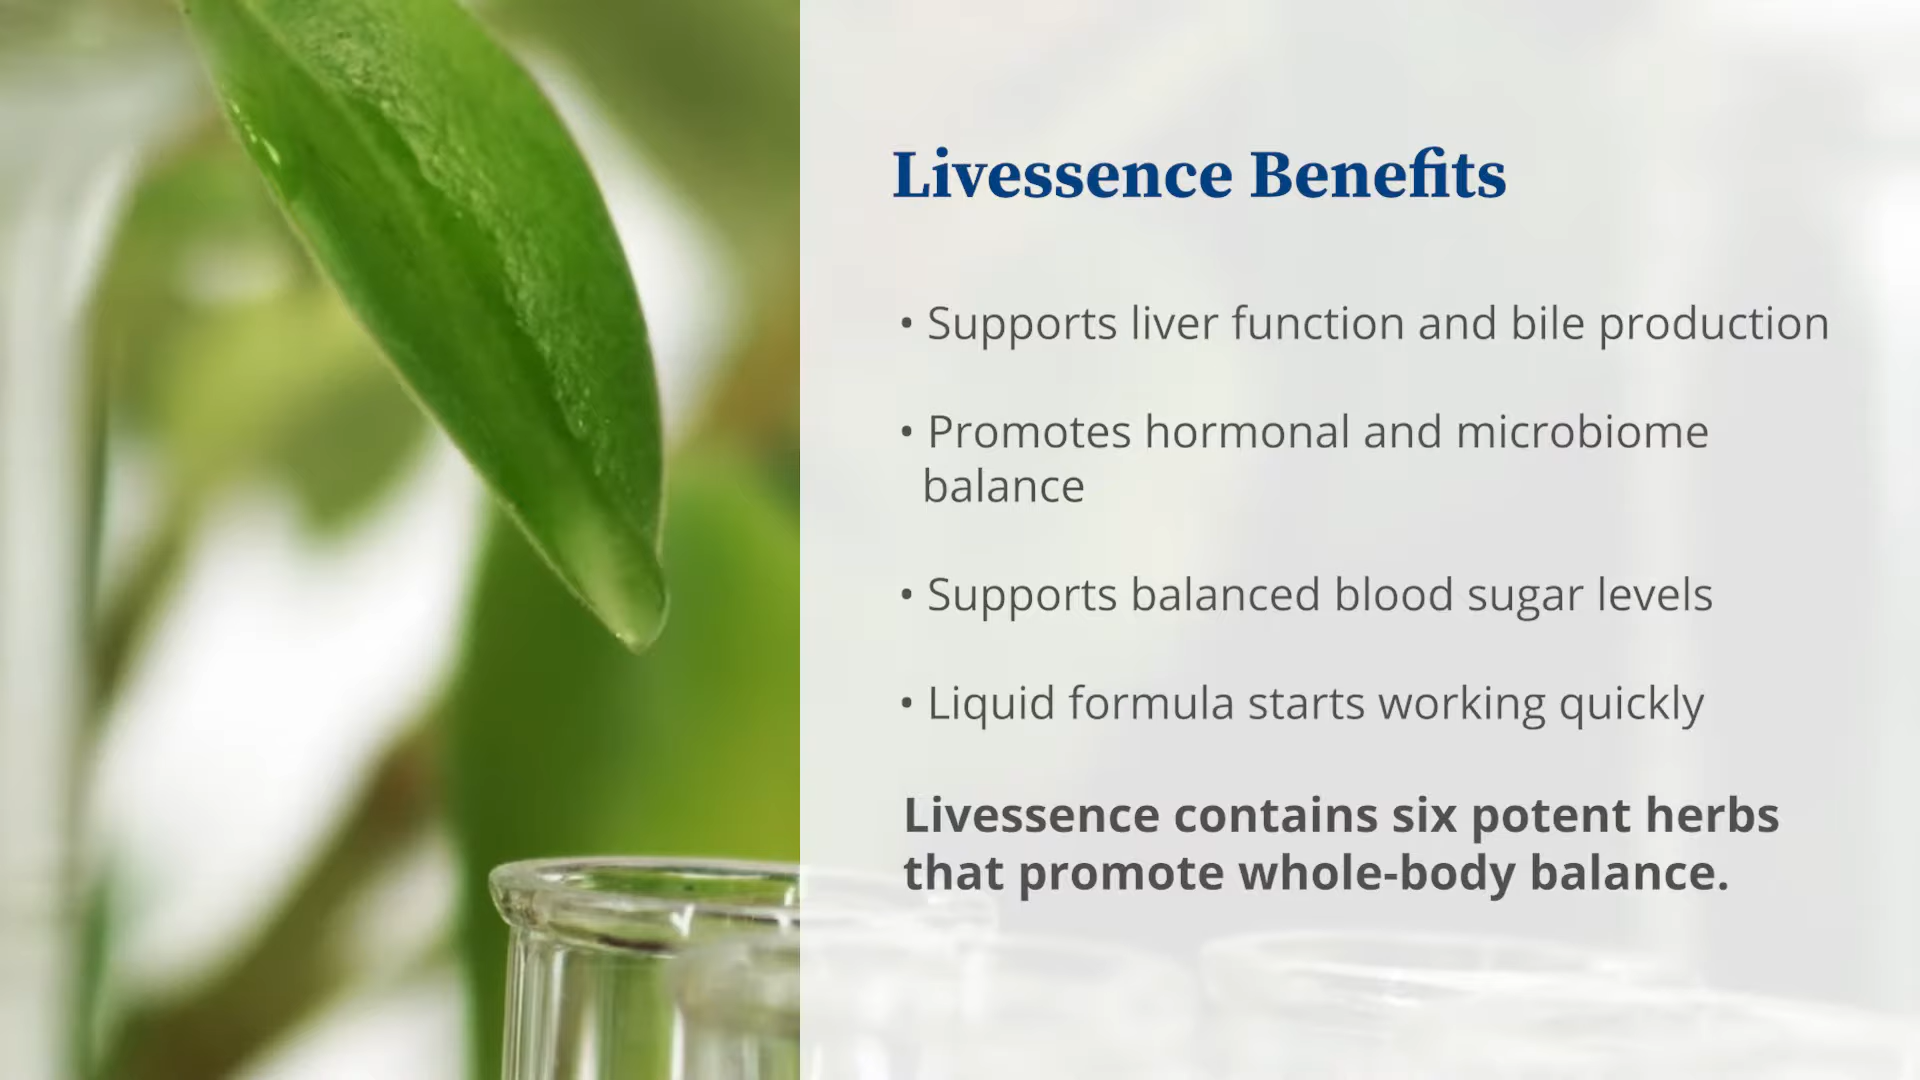 Livessence Benefits
• Supports liver function and bile production
• Promotes hormonal and microbiome
balance
• Supports balanced blood sugar levels
• Liquid formula starts working quickly
Livessence contains six potent herbs
that promote whole-body balance.